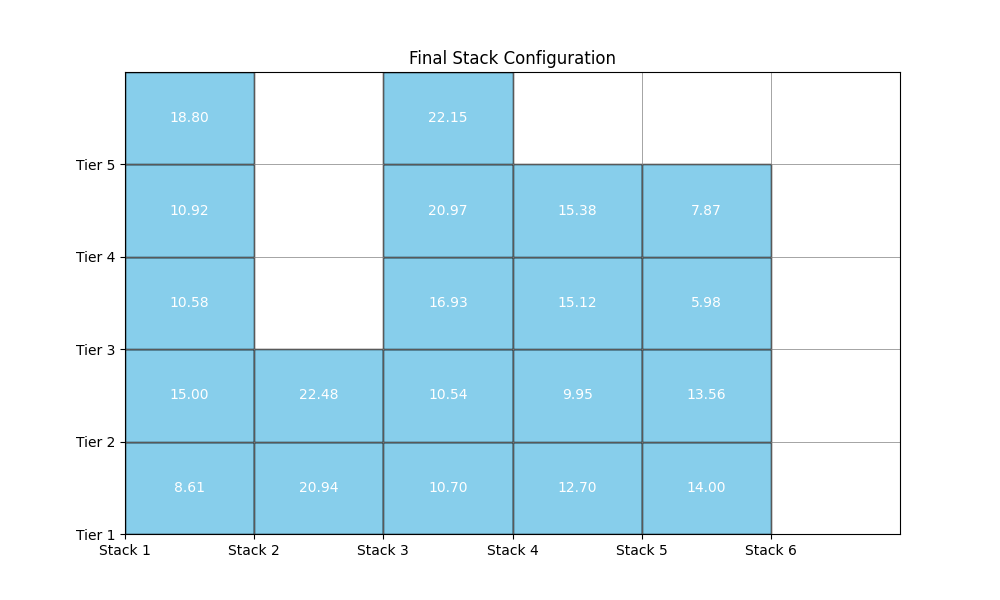 Final Stack Configuration
18.80 22.15
Tier 5
10.92 20.97 15.38 7.87
Tier 4
10.58 16.93 15.12 5.98
Tier 3
15.00 22.48 10.54 9.95 13.56
Tier 2
8.61 20.94 10.70 12.70 14.00
Tier 1
Stack 1 Stack 2 Stack 3 Stack 4 Stack 5 Stack 6